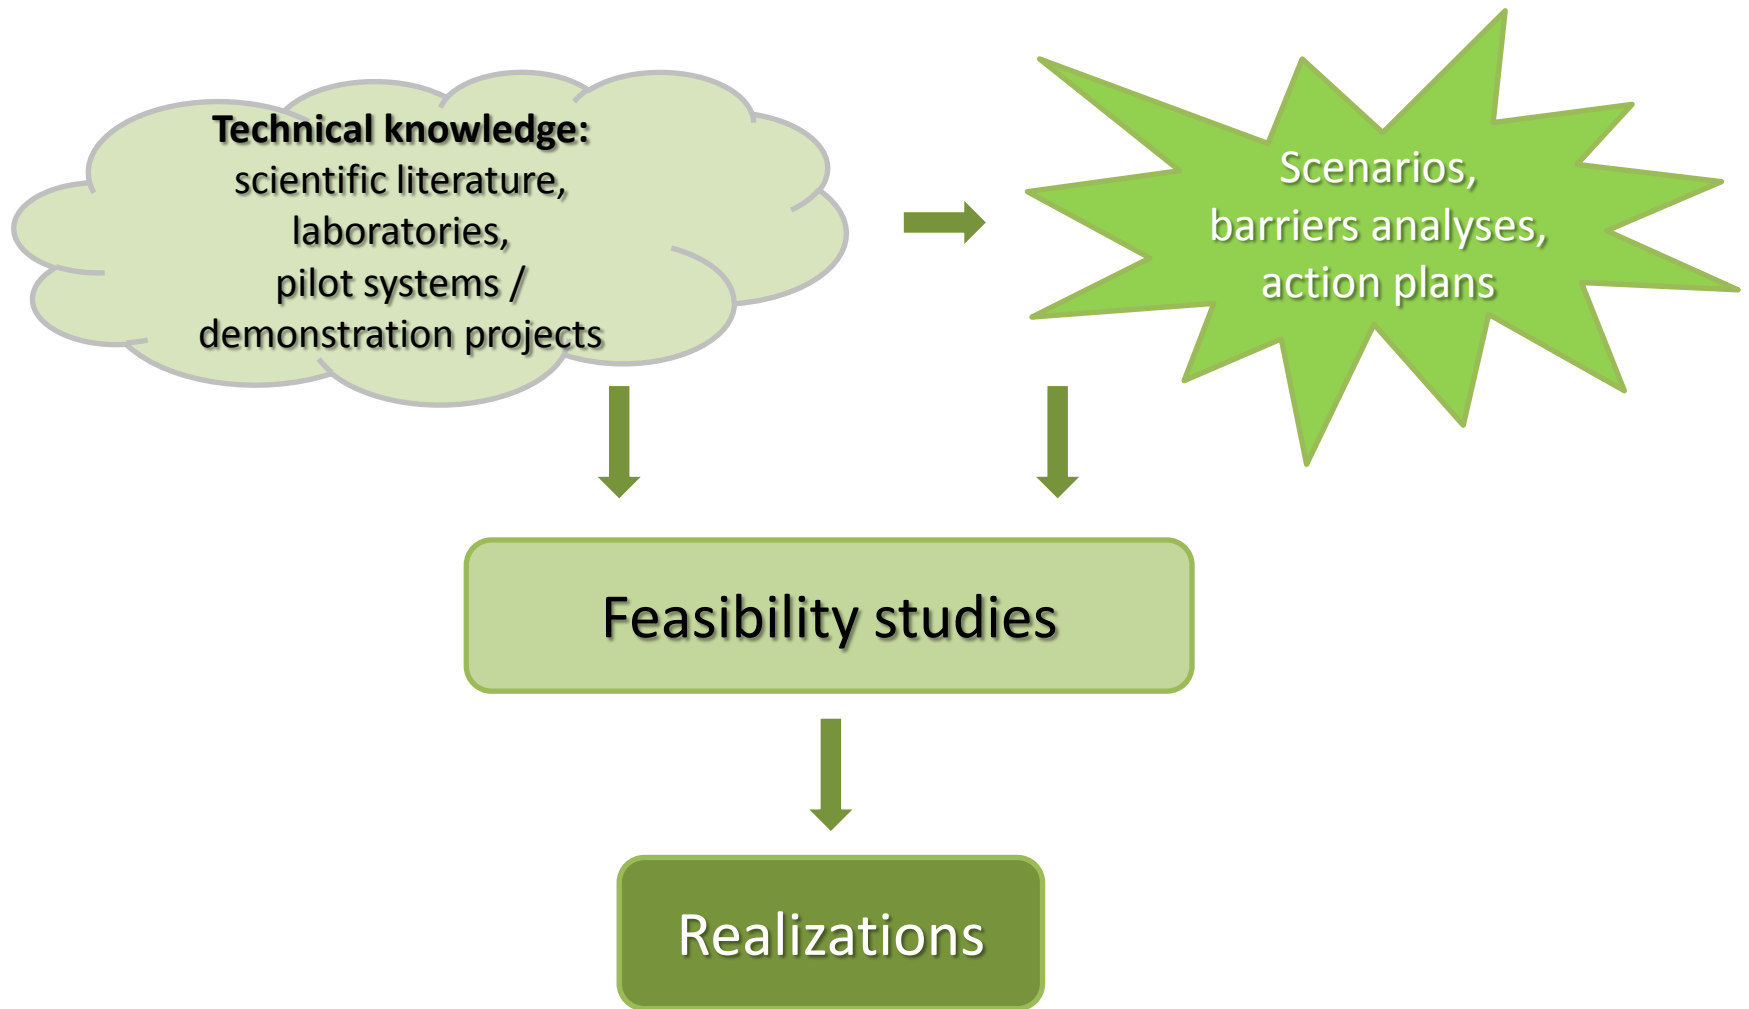 Technical knowledge:
scientific literature,
laboratories,
pilot systems /
demonstration projects
Scenarios,
barriers analyses,
action plans
Feasibility studies
Realizations